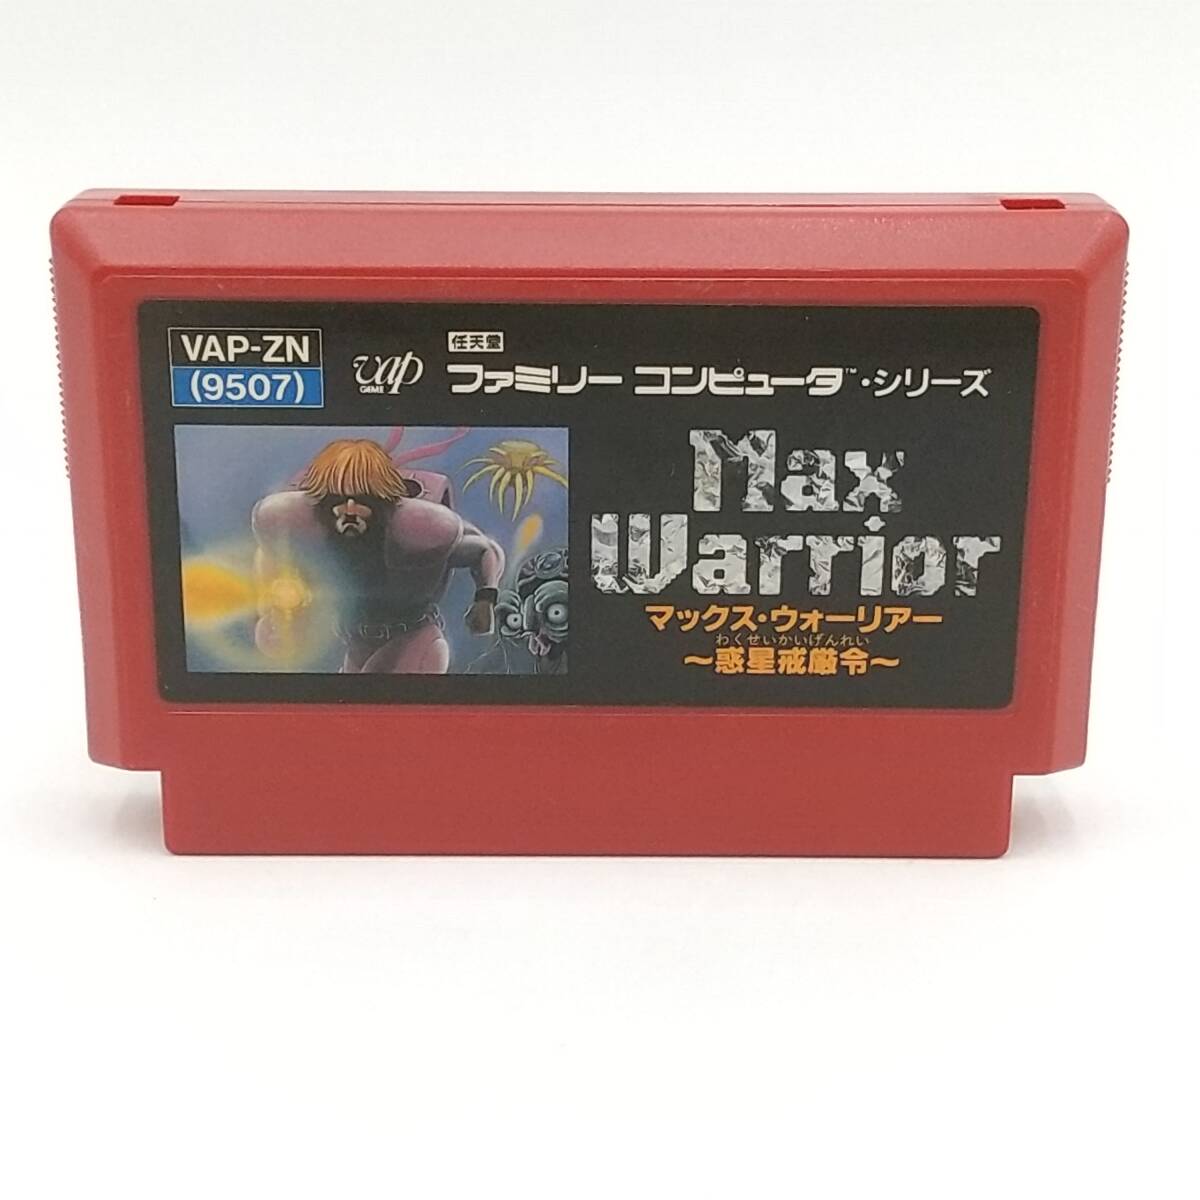 VAP-ZN
(9507)
vap
GAME
任天堂
ファミリー コンピュータ™・シリーズ
Max
Warrior
マックス・ウォーリアー
わくせいかいげんれい
～惑星戒厳令～